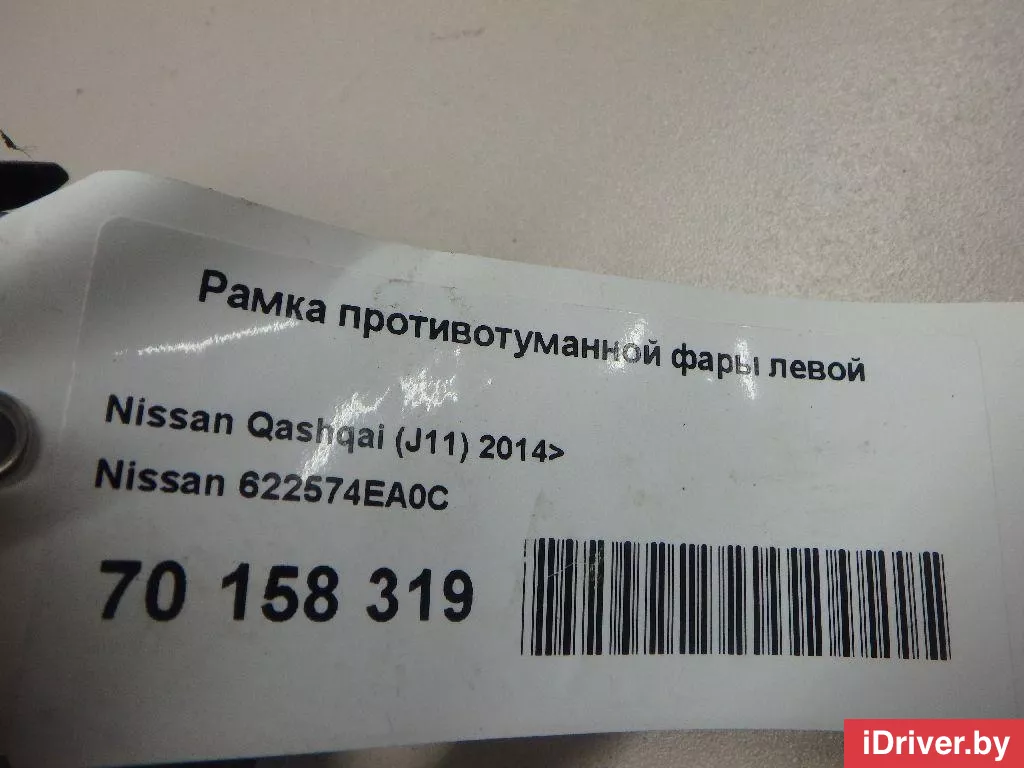 Рамка противотуманной фары левой
Nissan Qashqai (J11) 2014>
Nissan 622574EA0C
70 158 319
iDriver.by